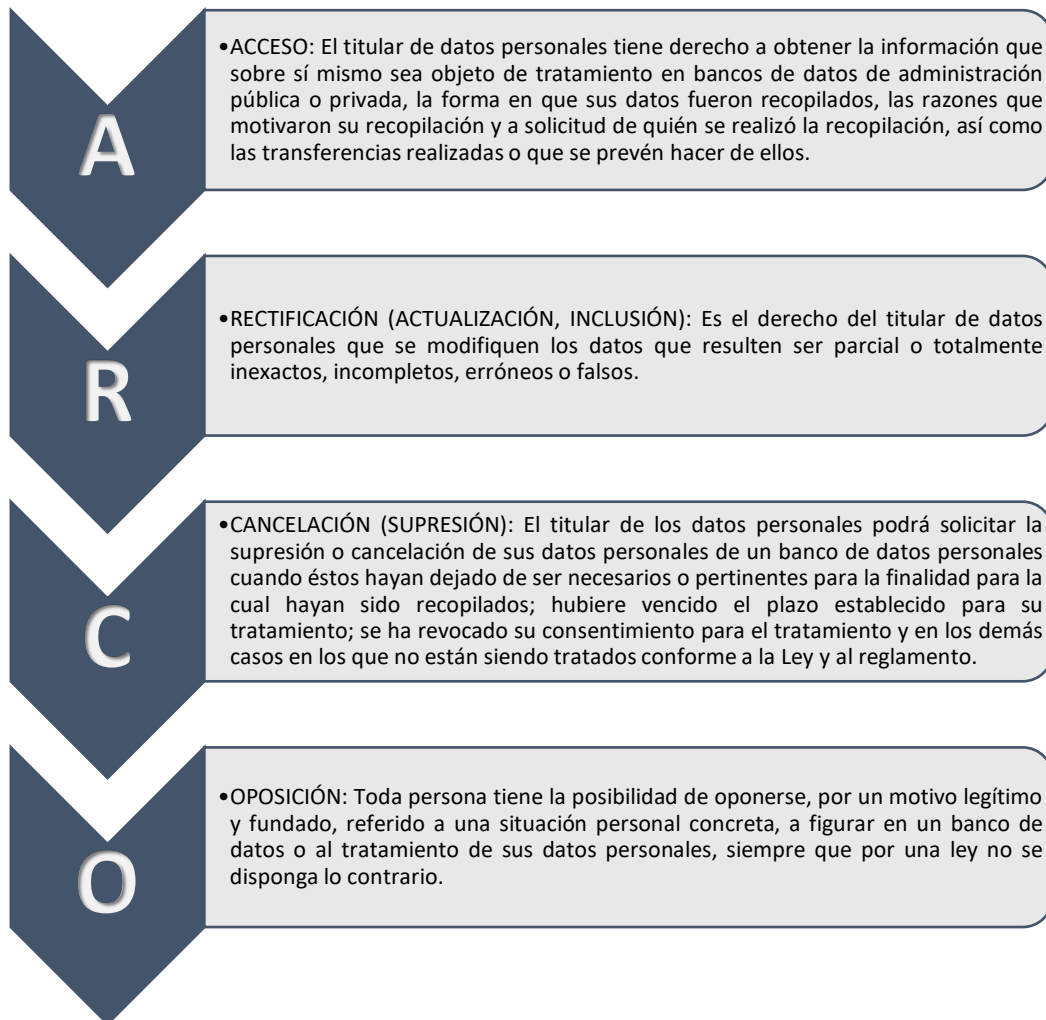 A
•ACCESO: El titular de datos personales tiene derecho a obtener la información que
sobre sí mismo sea objeto de tratamiento en bancos de datos de administración
pública o privada, la forma en que sus datos fueron recopilados, las razones que
motivaron su recopilación y a solicitud de quién se realizó la recopilación, así como
las transferencias realizadas o que se prevén hacer de ellos.
R
•RECTIFICACIÓN (ACTUALIZACIÓN, INCLUSIÓN): Es el derecho del titular de datos
personales que se modifiquen los datos que resulten ser parcial o totalmente
inexactos, incompletos, erróneos o falsos.
C
•CANCELACIÓN (SUPRESIÓN): El titular de los datos personales podrá solicitar la
supresión o cancelación de sus datos personales de un banco de datos personales
cuando éstos hayan dejado de ser necesarios o pertinentes para la finalidad para la
cual hayan sido recopilados; hubiere vencido el plazo establecido para su
tratamiento; se ha revocado su consentimiento para el tratamiento y en los demás
casos en los que no están siendo tratados conforme a la Ley y al reglamento.
O
•OPOSICIÓN: Toda persona tiene la posibilidad de oponerse, por un motivo legítimo
y fundado, referido a una situación personal concreta, a figurar en un banco de
datos o al tratamiento de sus datos personales, siempre que por una ley no se
disponga lo contrario.